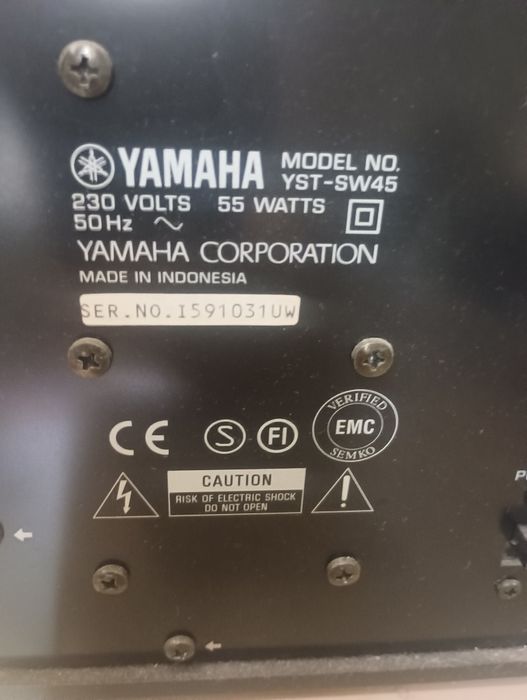 YAMAHA MODEL NO.
YST-SW45
230 VOLTS 55 WATTS
50Hz ~
YAMAHA CORPORATION
MADE IN INDONESIA
SER.NO.I591031UW
CE S FI VERIFIED EMC SEMKO
CAUTION
RISK OF ELECTRIC SHOCK
DO NOT OPEN